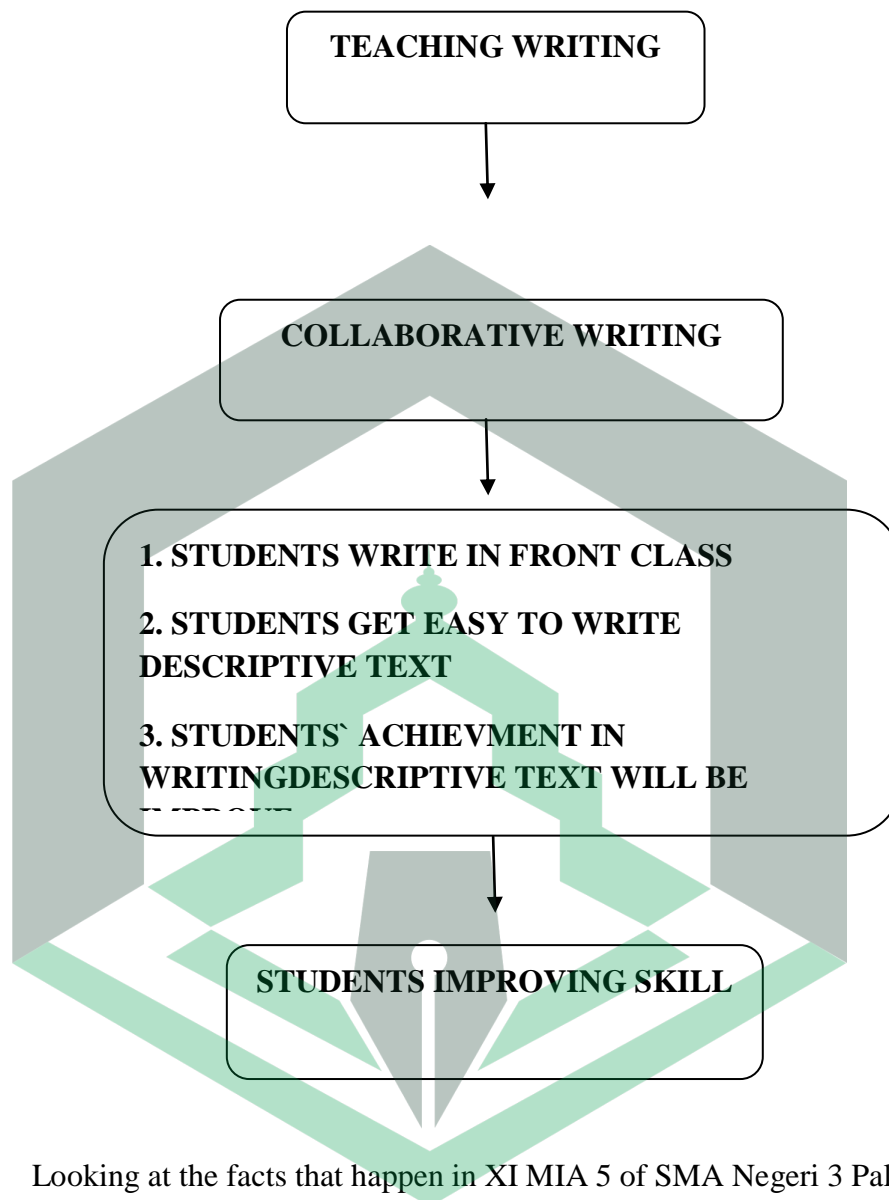 TEACHING WRITING
COLLABORATIVE WRITING
1. STUDENTS WRITE IN FRONT CLASS
2. STUDENTS GET EASY TO WRITE
DESCRIPTIVE TEXT
3. STUDENTS` ACHIEVMENT IN
WRITINGDESCRIPTIVE TEXT WILL BE
STUDENTS IMPROVING SKILL
Looking at the facts that happen in XI MIA 5 of SMA Negeri 3